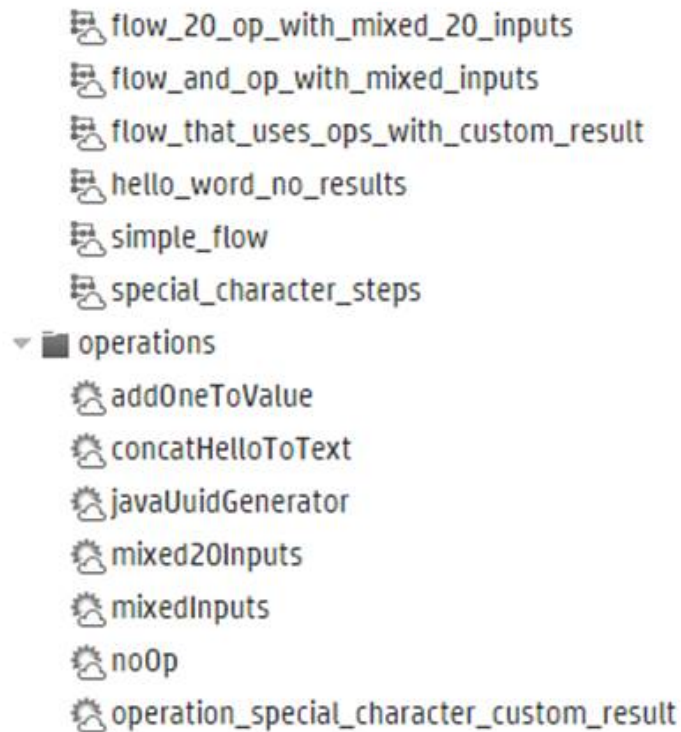 flow_20_op_with_mixed_20_inputs
flow_and_op_with_mixed_inputs
flow_that_uses_ops_with_custom_result
hello_word_no_results
simple_flow
special_character_steps
operations
addOneToValue
concatHelloToText
javaUuidGenerator
mixed20Inputs
mixedInputs
noOp
operation_special_character_custom_result